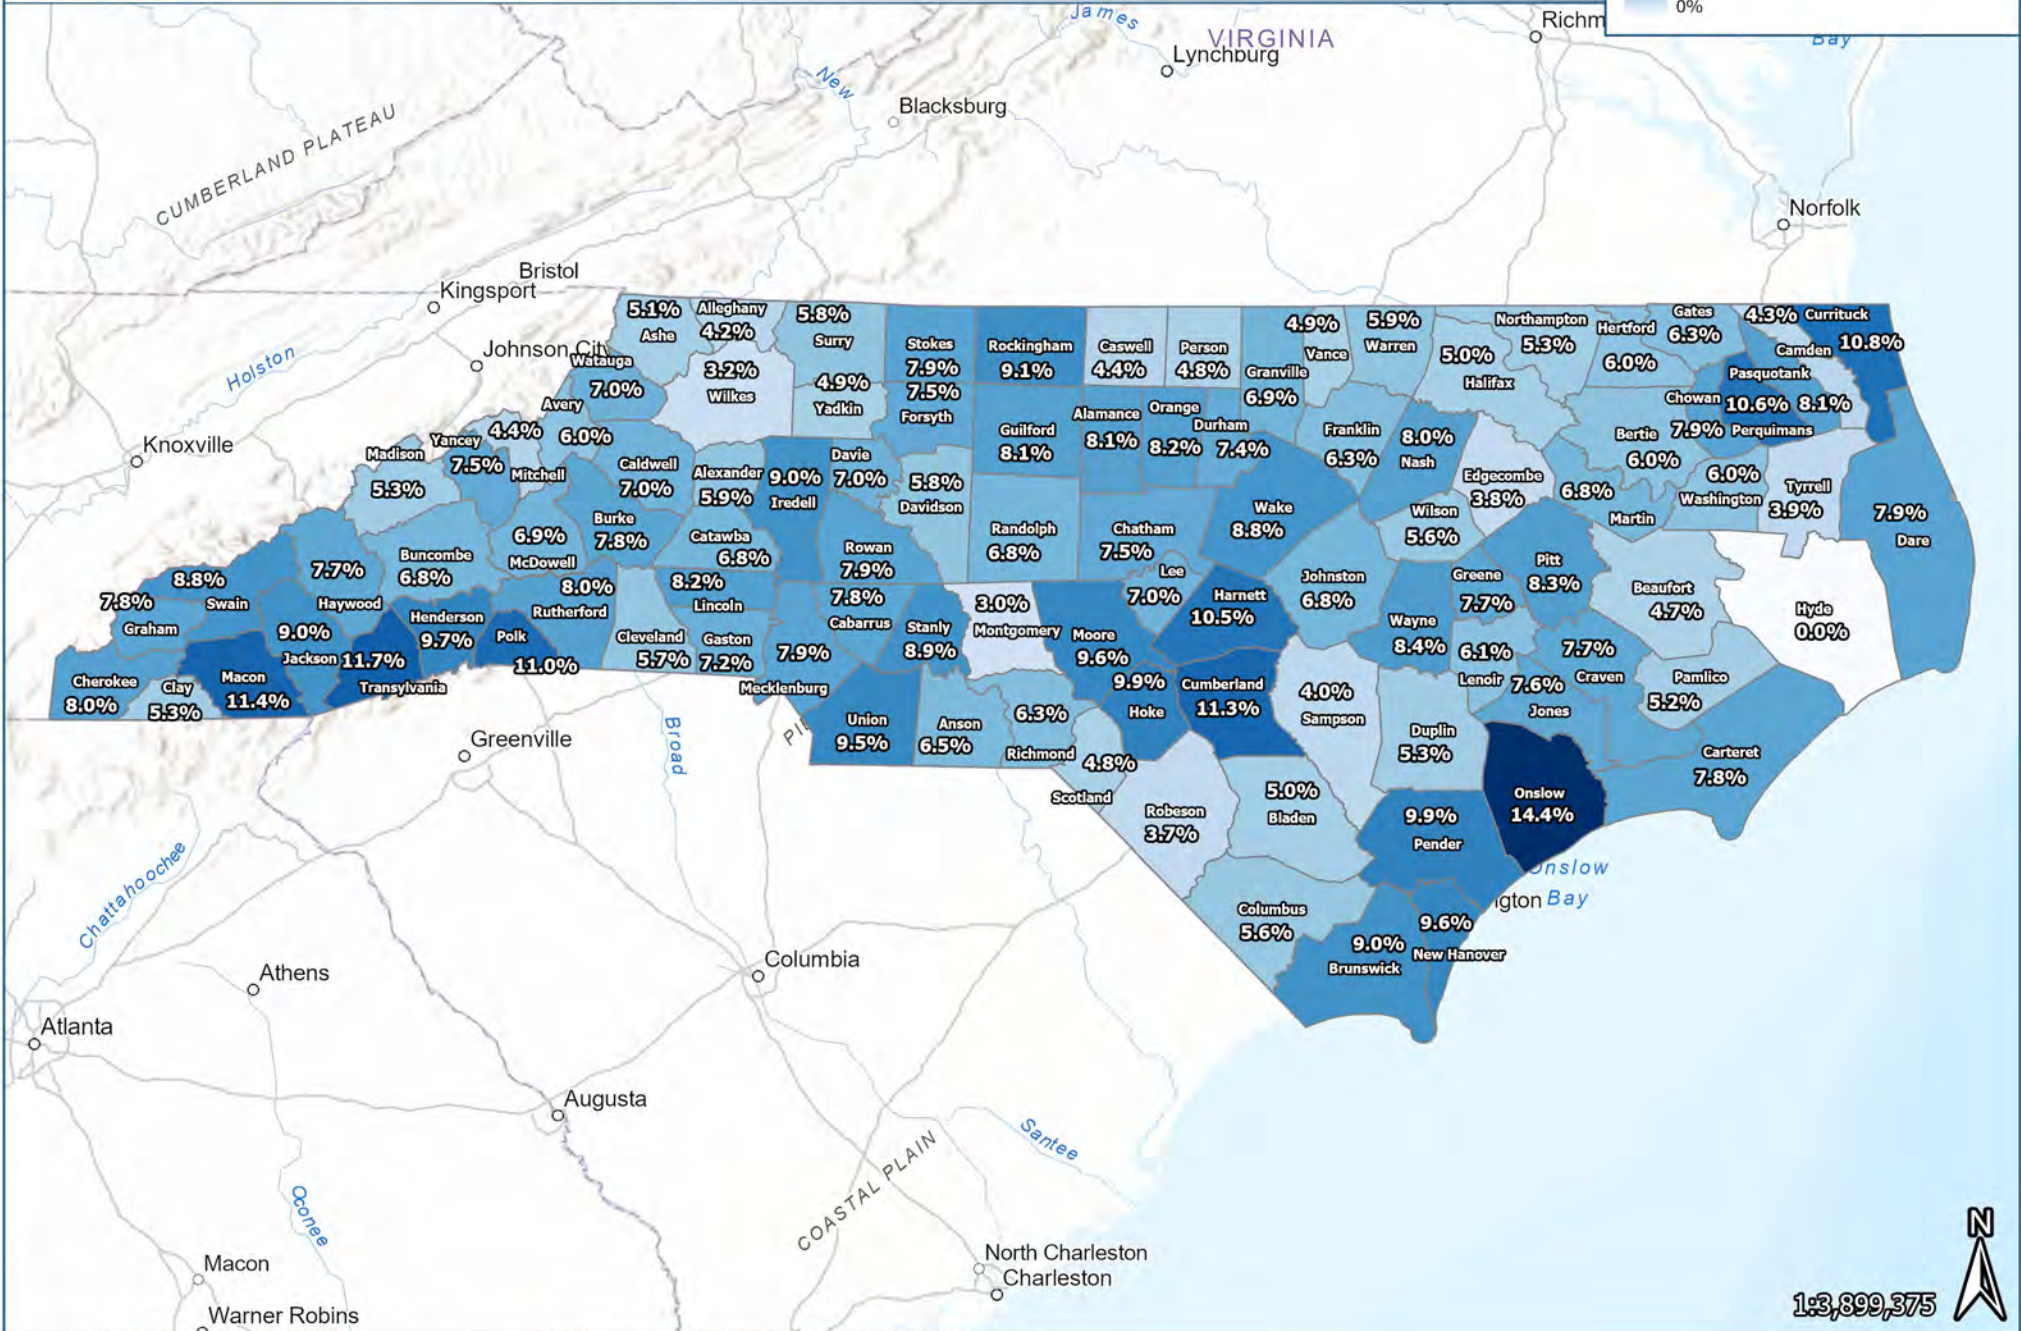 0%
James
VIRGINIA
Richm
Bay
Lynchburg
New
Blacksburg
CUMBERLAND PLATEAU
Norfolk
Bristol
Kingsport
Johnson City
Holston
Knoxville
5.1%
Ashe
Alleghany
4.2%
5.8%
Surry
Stokes
7.9%
Rockingham
9.1%
Caswell
4.4%
Person
4.8%
Granville
6.9%
4.9%
Vance
5.9%
Warren
Northampton
5.3%
5.0%
Halifax
Hertford
6.0%
Gates
6.3%
4.3%
Camden
Currituck
10.8%
Watauga
7.0%
3.2%
Wilkes
4.9%
Yadkin
7.5%
Forsyth
Guilford
8.1%
Alamance
8.1%
Orange
8.2%
Durham
7.4%
Franklin
6.3%
8.0%
Nash
Edgecombe
3.8%
Bertie
6.0%
Chowan
7.9%
Pasquotank
10.6%
8.1%
Perquimans
Avery
6.0%
4.4%
Mitchell
Yancey
7.5%
Madison
5.3%
Caldwell
7.0%
Alexander
5.9%
9.0%
Iredell
Davie
7.0%
5.8%
Davidson
Randolph
6.8%
Chatham
7.5%
Wake
8.8%
Wilson
5.6%
6.8%
Martin
6.0%
Washington
Tyrrell
3.9%
7.9%
Dare
Burke
7.8%
6.9%
McDowell
Buncombe
6.8%
7.7%
Haywood
8.8%
Swain
7.8%
Graham
Catawba
6.8%
Rowan
7.9%
Lee
7.0%
Harnett
10.5%
Johnston
6.8%
Greene
7.7%
Pitt
8.3%
Beaufort
4.7%
Hyde
0.0%
8.0%
Rutherford
8.2%
Lincoln
7.8%
Cabarrus
Stanly
8.9%
3.0%
Montgomery
Moore
9.6%
Wayne
8.4%
6.1%
Lenoir
7.7%
Craven
Pamlico
5.2%
Henderson
9.7%
Polk
11.0%
Cleveland
5.7%
Gaston
7.2%
7.9%
Mecklenburg
9.0%
Jackson
11.7%
Transylvania
Macon
11.4%
Clay
5.3%
Cherokee
8.0%
Union
9.5%
Anson
6.5%
6.3%
Richmond
4.8%
Scotland
9.9%
Hoke
Cumberland
11.3%
4.0%
Sampson
Duplin
5.3%
7.6%
Jones
Carteret
7.8%
Onslow
14.4%
Robeson
3.7%
5.0%
Bladen
9.9%
Pender
Columbus
5.6%
9.0%
Brunswick
9.6%
New Hanover
Onslow
Bay
ngton
Greenville
Broad
PI
Chattahoochee
Athens
Columbia
Atlanta
Augusta
Santee
COASTAL PLAIN
Oconee
North Charleston
Charleston
Macon
Warner Robins
N
1:3,899,375